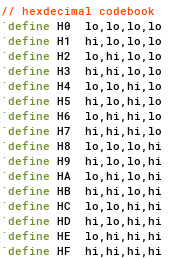 // hexdecimal codebook
`define H0  lo,lo,lo,lo
`define H1  hi,lo,lo,lo
`define H2  lo,hi,lo,lo
`define H3  hi,hi,lo,lo
`define H4  lo,lo,hi,lo
`define H5  hi,lo,hi,lo
`define H6  lo,hi,hi,lo
`define H7  hi,hi,hi,lo
`define H8  lo,lo,lo,hi
`define H9  hi,lo,lo,hi
`define HA  lo,hi,lo,hi
`define HB  hi,hi,lo,hi
`define HC  lo,lo,hi,hi
`define HD  hi,lo,hi,hi
`define HE  lo,hi,hi,hi
`define HF  hi,hi,hi,hi